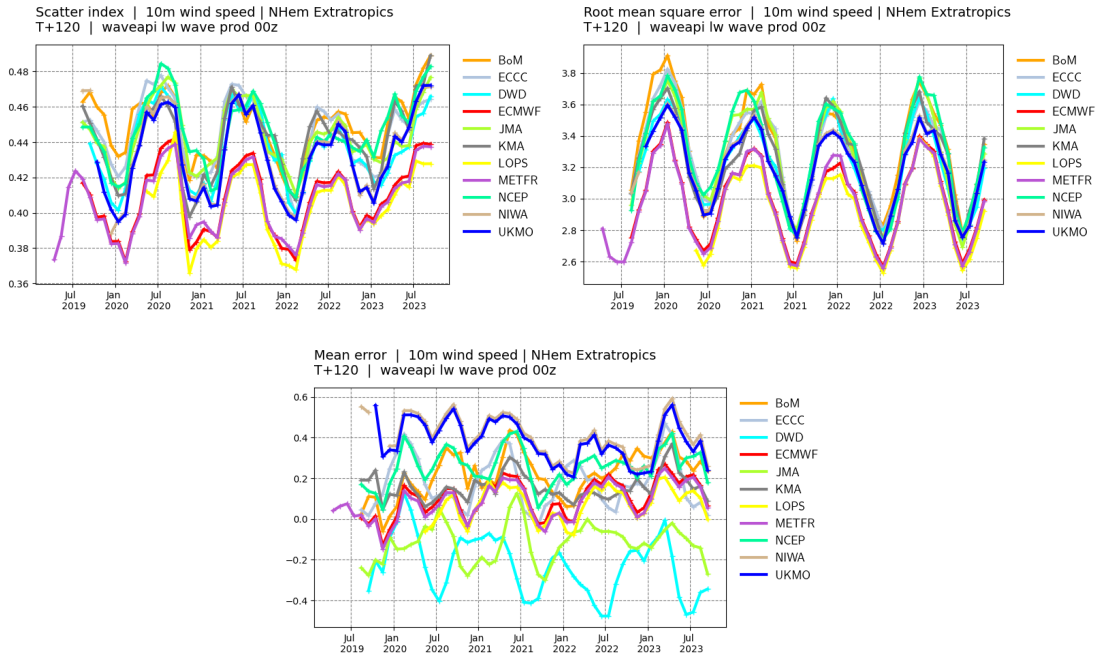 Scatter index | 10m wind speed | NHem Extratropics
T+120 | waveapi lw wave prod 00z
0.48
0.46
0.44
0.42
0.40
0.38
0.36
Jul
2019
Jan
2020
Jul
2020
Jan
2021
Jul
2021
Jan
2022
Jul
2022
Jan
2023
Jul
2023
BoM
ECCC
DWD
ECMWF
JMA
KMA
LOPS
METFR
NCEP
NIWA
UKMO
Root mean square error | 10m wind speed | NHem Extratropics
T+120 | waveapi lw wave prod 00z
3.8
3.6
3.4
3.2
3.0
2.8
2.6
Jul
2019
Jan
2020
Jul
2020
Jan
2021
Jul
2021
Jan
2022
Jul
2022
Jan
2023
Jul
2023
BoM
ECCC
DWD
ECMWF
JMA
KMA
LOPS
METFR
NCEP
NIWA
UKMO
Mean error | 10m wind speed | NHem Extratropics
T+120 | waveapi lw wave prod 00z
0.6
0.4
0.2
0.0
−0.2
−0.4
Jul
2019
Jan
2020
Jul
2020
Jan
2021
Jul
2021
Jan
2022
Jul
2022
Jan
2023
Jul
2023
BoM
ECCC
DWD
ECMWF
JMA
KMA
LOPS
METFR
NCEP
NIWA
UKMO